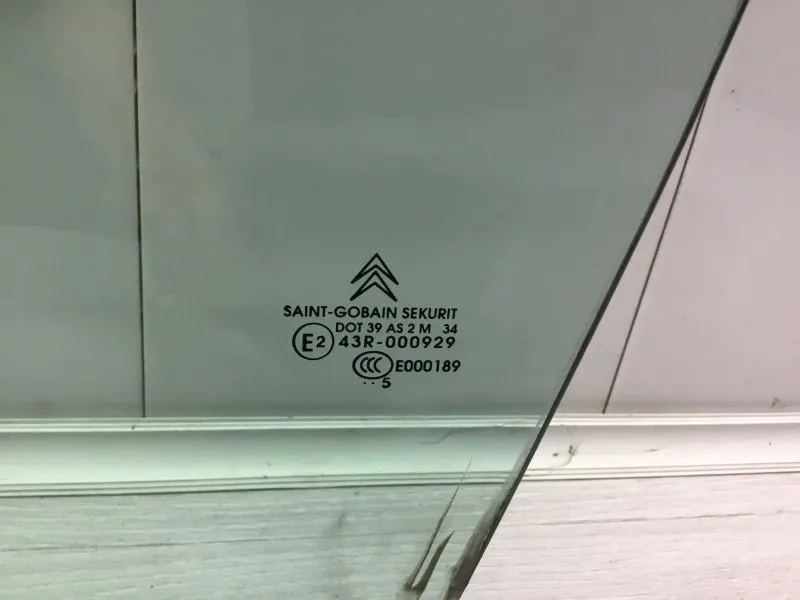 SAINT-GOBAIN SEKURIT
DOT 39 AS 2 M 34
E2 43R-000929
CCC E000189
.. 5